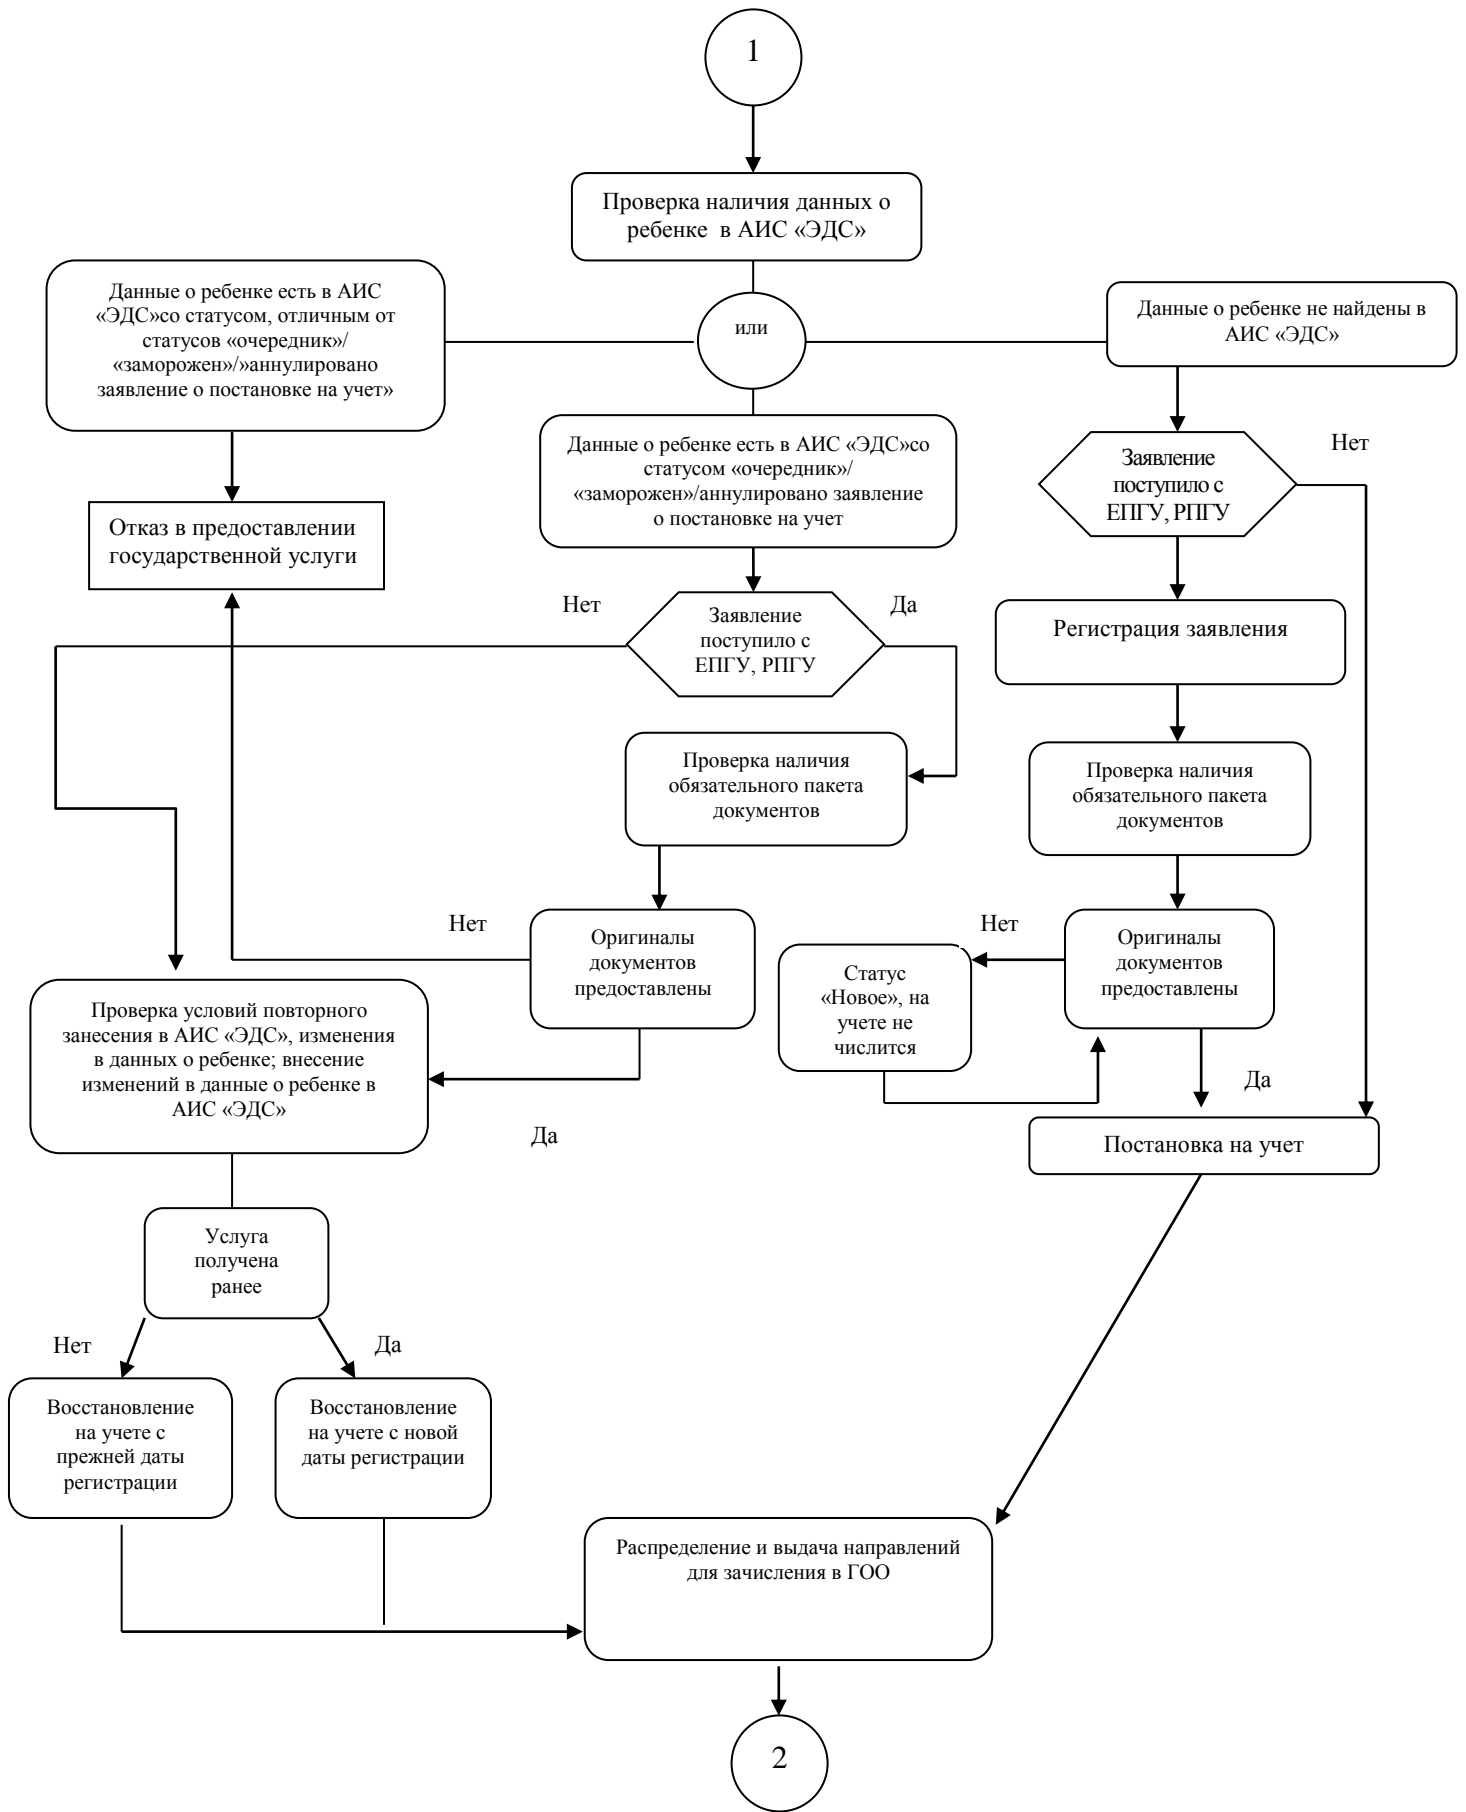 1
Проверка наличия данных о
ребенке в АИС «ЭДС»
Данные о ребенке есть в АИС
«ЭДС»со статусом, отличным от
статусов «очередник»/
«заморожен»/»аннулировано
заявление о постановке на учет»
или
Данные о ребенке не найдены в
АИС «ЭДС»
Данные о ребенке есть в АИС «ЭДС»со
статусом «очередник»/
«заморожен»/аннулировано заявление
о постановке на учет
Заявление
поступило с
ЕПГУ, РПГУ
Нет
Отказ в предоставлении
государственной услуги
Нет
Заявление
поступило с
ЕПГУ, РПГУ
Да
Регистрация заявления
Проверка наличия
обязательного пакета
документов
Проверка наличия
обязательного пакета
документов
Нет
Оригиналы
документов
предоставлены
Статус
«Новое», на
учете не
числится
Нет
Оригиналы
документов
предоставлены
Проверка условий повторного
занесения в АИС «ЭДС», изменения
в данных о ребенке; внесение
изменений в данные о ребенке в
АИС «ЭДС»
Да
Да
Постановка на учет
Услуга
получена
ранее
Нет
Да
Восстановление
на учете с
прежней даты
регистрации
Восстановление
на учете с новой
даты регистрации
Распределение и выдача направлений
для зачисления в ГОО
2